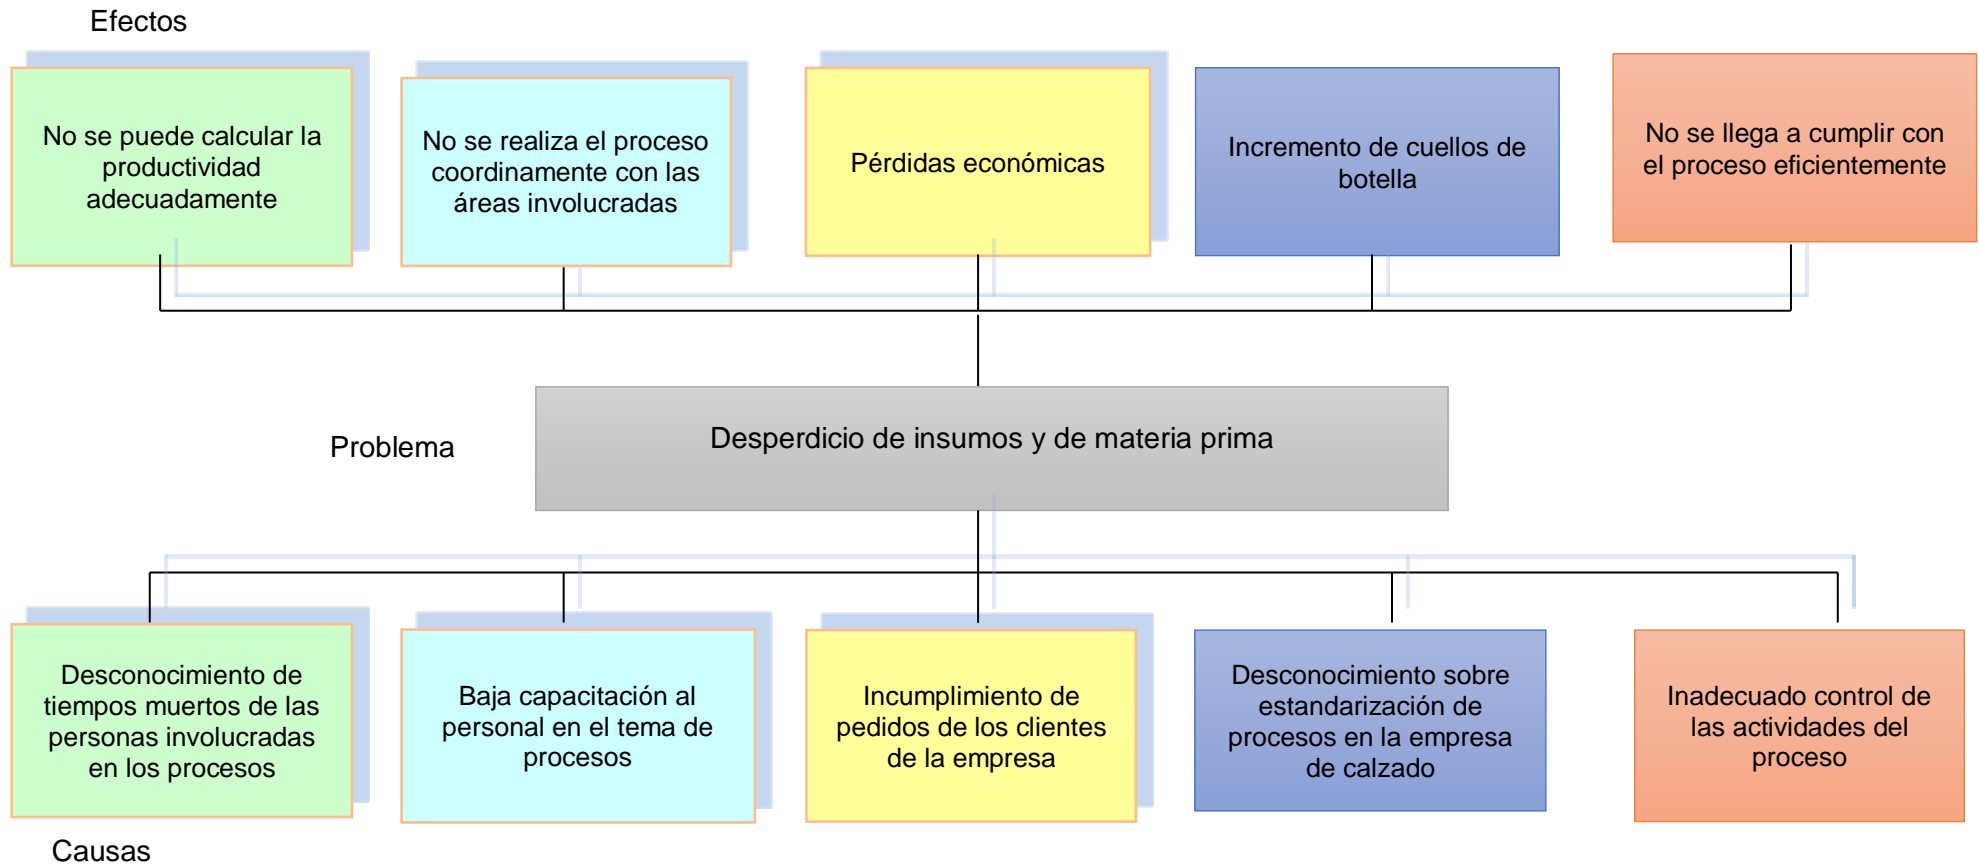 Efectos
No se puede calcular la
productividad
adecuadamente
No se realiza el proceso
coordinamente con las
áreas involucradas
Pérdidas económicas
Incremento de cuellos de
botella
No se llega a cumplir con
el proceso eficientemente
Problema
Desperdicio de insumos y de materia prima
Desconocimiento de
tiempos muertos de las
personas involucradas
en los procesos
Baja capacitación al
personal en el tema de
procesos
Incumplimiento de
pedidos de los clientes
de la empresa
Desconocimiento sobre
estandarización de
procesos en la empresa
de calzado
Inadecuado control de
las actividades del
proceso
Causas